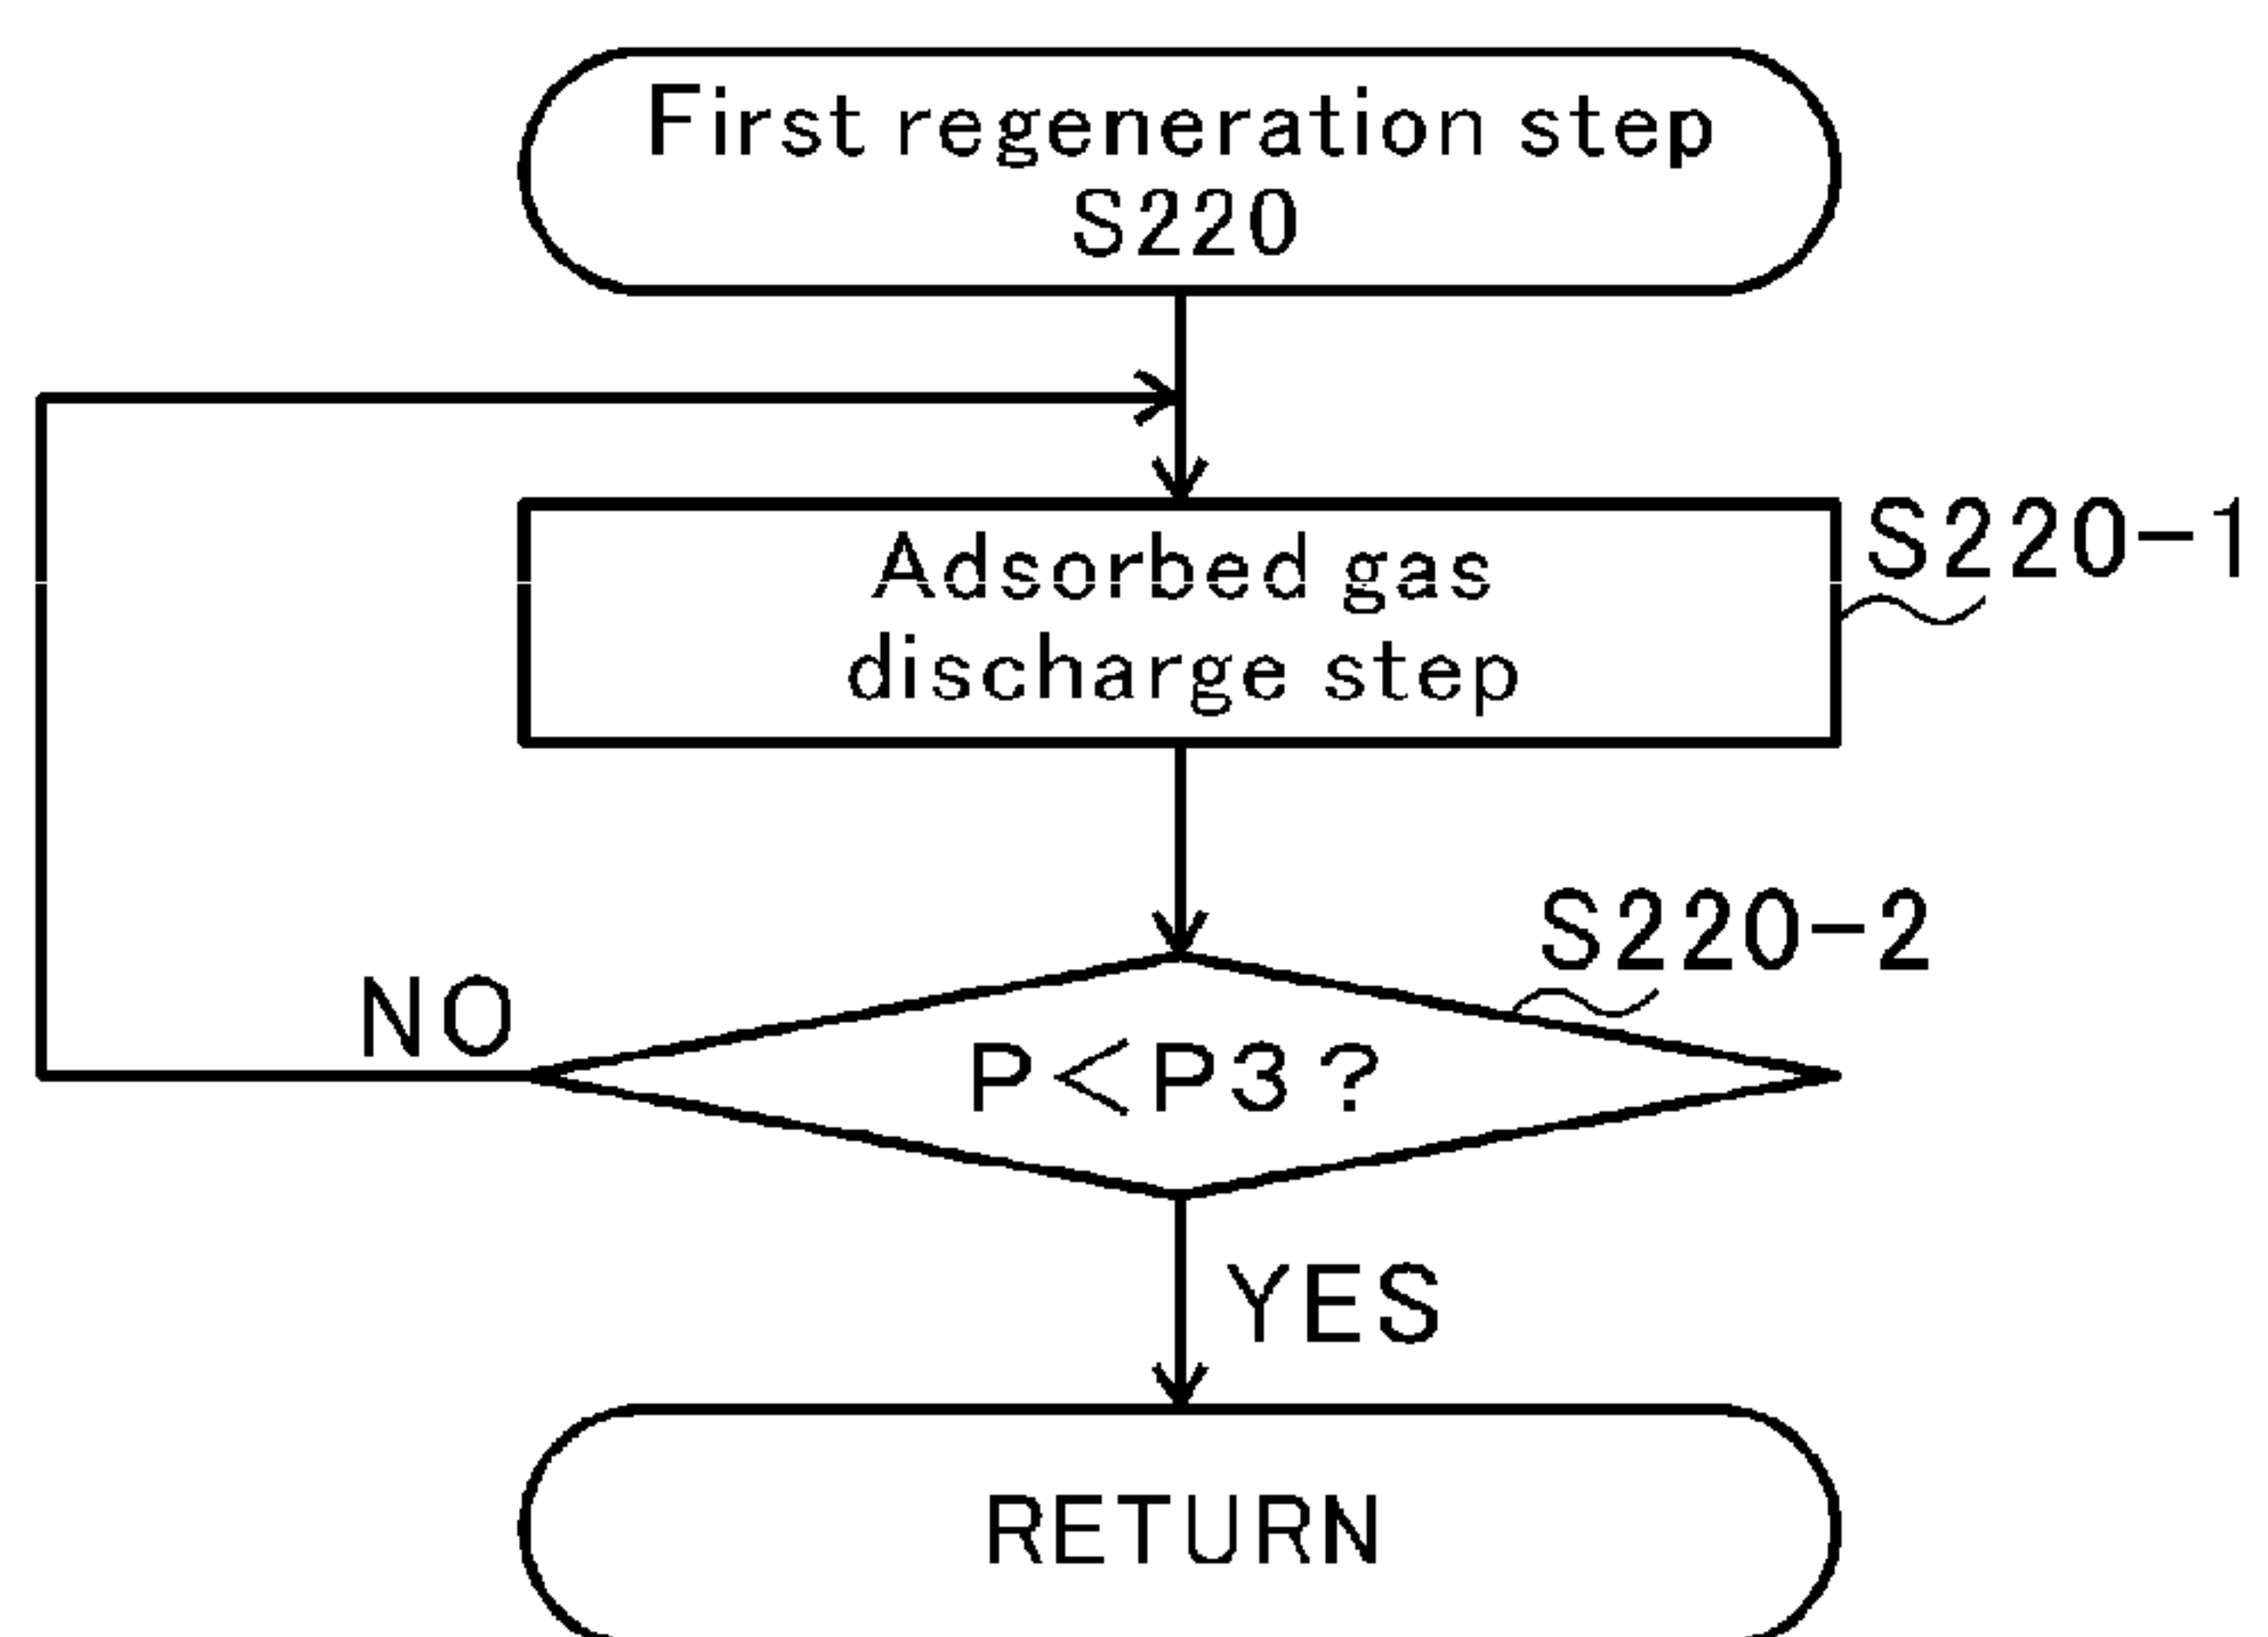 First regeneration step
S220
Adsorbed gas
discharge step
S220-1
S220-2
NO
P<P3?
YES
RETURN